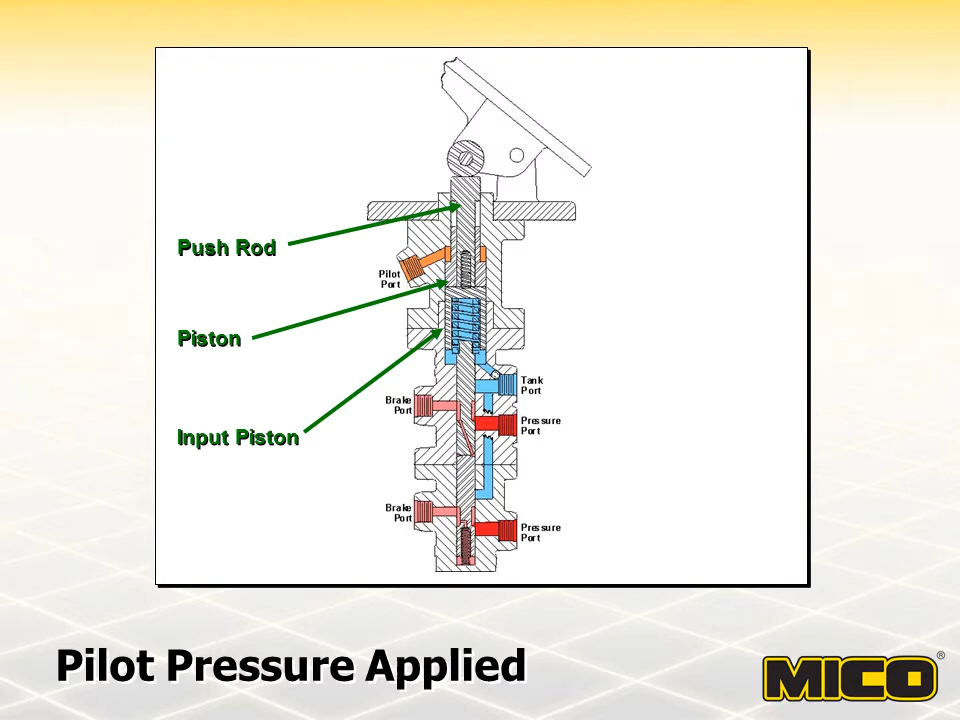 Push Rod
Pilot
Port
Piston
Tank
Port
Brake
Port
Pressure
Port
Input Piston
Brake
Port
Pressure
Port
Pilot Pressure Applied
MICO®